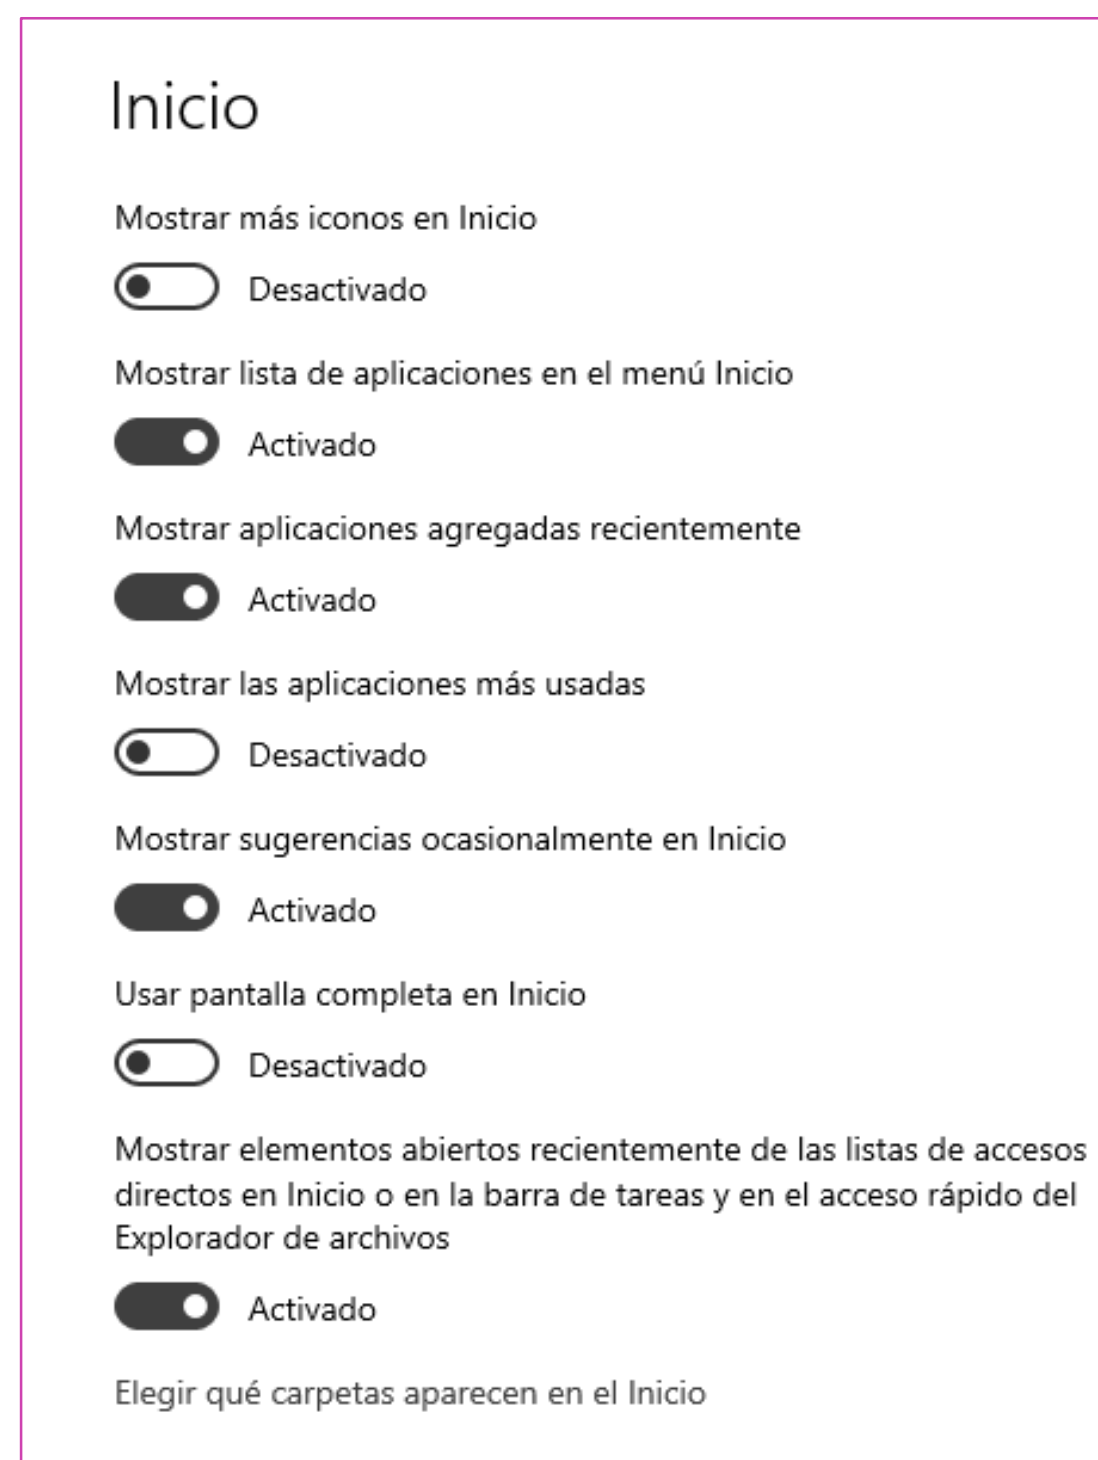 Inicio
Mostrar más iconos en Inicio
Desactivado
Mostrar lista de aplicaciones en el menú Inicio
Activado
Mostrar aplicaciones agregadas recientemente
Activado
Mostrar las aplicaciones más usadas
Desactivado
Mostrar sugerencias ocasionalmente en Inicio
Activado
Usar pantalla completa en Inicio
Desactivado
Mostrar elementos abiertos recientemente de las listas de accesos
directos en Inicio o en la barra de tareas y en el acceso rápido del
Explorador de archivos
Activado
Elegir qué carpetas aparecen en el Inicio